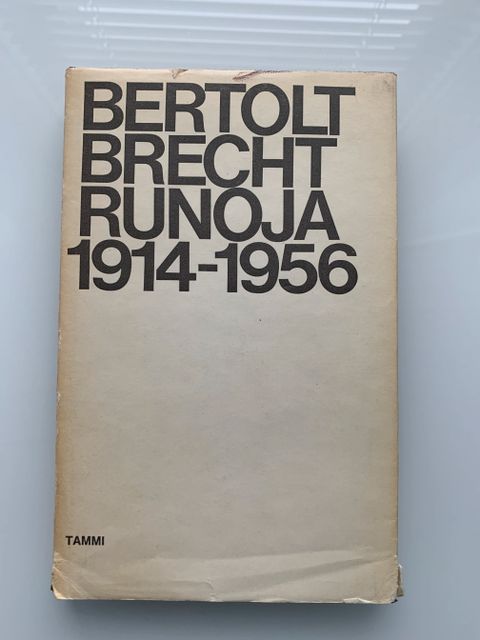 BERTOLT
BRECHT
RUNOJA
1914-1956
TAMMI